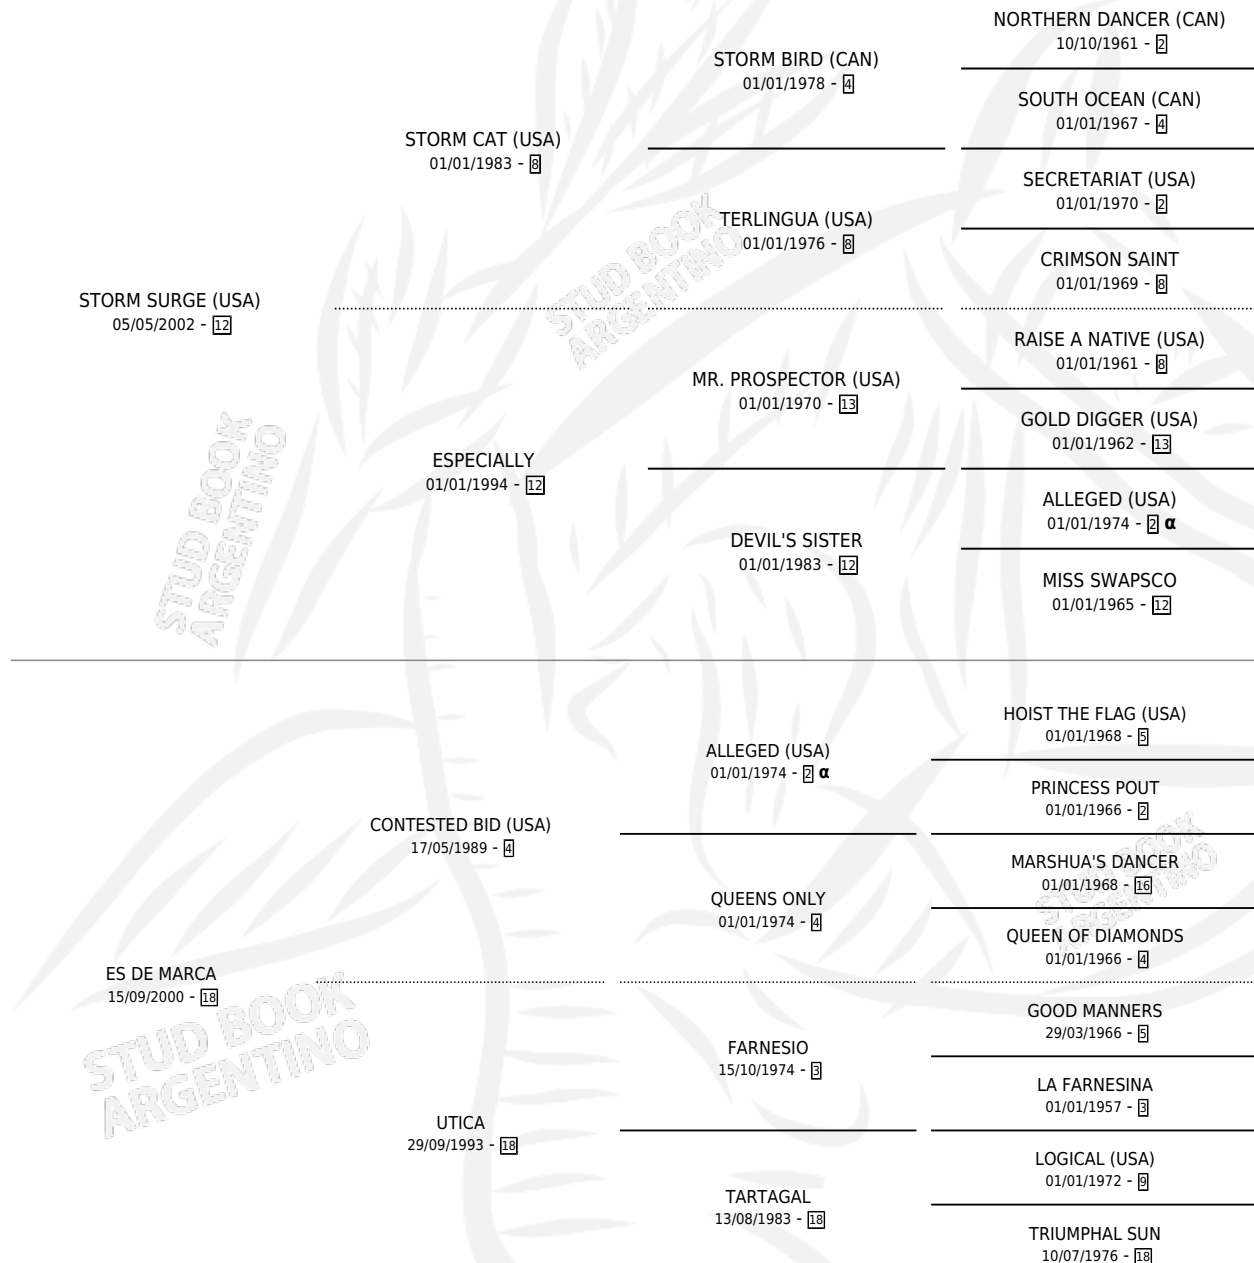 NORTHERN DANCER (CAN)
10/10/1961 - 2
STORM BIRD (CAN)
01/01/1978 - 4
SOUTH OCEAN (CAN)
01/01/1967 - 4
STORM CAT (USA)
01/01/1983 - 8
SECRETARIAT (USA)
01/01/1970 - 2
TERLINGUA (USA)
01/01/1976 - 8
CRIMSON SAINT
01/01/1969 - 8
STORM SURGE (USA)
05/05/2002 - 12
RAISE A NATIVE (USA)
01/01/1961 - 8
MR. PROSPECTOR (USA)
01/01/1970 - 13
GOLD DIGGER (USA)
01/01/1962 - 13
ESPECIALLY
01/01/1994 - 12
ALLEGED (USA)
01/01/1974 - 2 α
DEVIL'S SISTER
01/01/1983 - 12
MISS SWAPSCO
01/01/1965 - 12
HOIST THE FLAG (USA)
01/01/1968 - 5
ALLEGED (USA)
01/01/1974 - 2 α
PRINCESS POUT
01/01/1966 - 2
CONTESTED BID (USA)
17/05/1989 - 4
MARSHUA'S DANCER
01/01/1968 - 16
QUEENS ONLY
01/01/1974 - 4
QUEEN OF DIAMONDS
01/01/1966 - 4
ES DE MARCA
15/09/2000 - 18
GOOD MANNERS
29/03/1966 - 5
FARNESIO
15/10/1974 - 3
LA FARNESINA
01/01/1957 - 3
UTICA
29/09/1993 - 18
LOGICAL (USA)
01/01/1972 - 9
TARTAGAL
13/08/1983 - 18
TRIUMPHAL SUN
10/07/1976 - 18
STUD BOOK
ARGENTINO
STUD BOOK
ARGENTINO
STUD BOOK
ARGENTINO
STUD BOOK
ARGENTINO